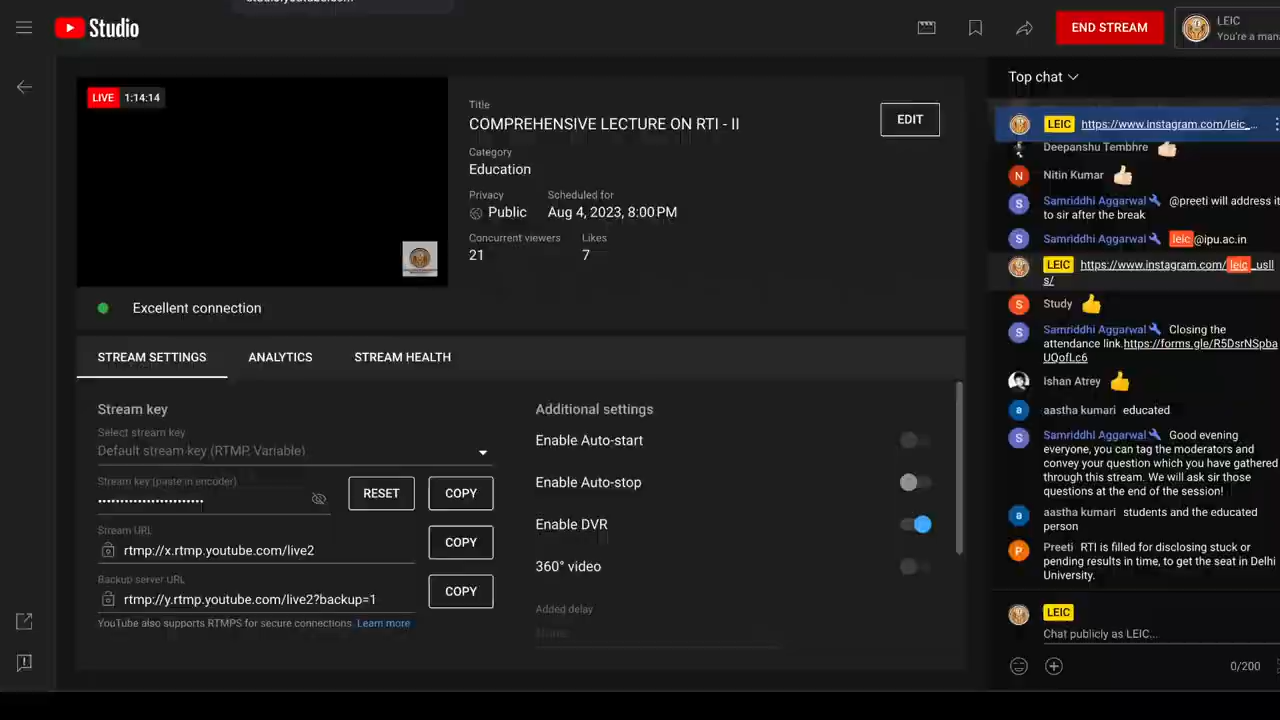 Studio
END STREAM
LEIC
You're a man
LIVE 1:14:14
Title
COMPREHENSIVE LECTURE ON RTI - II
EDIT
Category
Education
Privacy
Public
Scheduled for
Aug 4, 2023, 8:00 PM
Concurrent viewers
21
Likes
7
Excellent connection
STREAM SETTINGS
ANALYTICS
STREAM HEALTH
Stream key
Select stream key
Default stream key (RTMP, Variable)
Stream key (paste in encoder)
RESET
COPY
Stream URL
rtmp://x.rtmp.youtube.com/live2
COPY
Backup server URL
rtmp://y.rtmp.youtube.com/live2?backup=1
COPY
YouTube also supports RTMPS for secure connections. Learn more
Additional settings
Enable Auto-start
Enable Auto-stop
Enable DVR
360° video
Added delay
None
Top chat
LEIC https://www.instagram.com/leic_...
Deepanshu Tembhre
Nitin Kumar
Samriddhi Aggarwal @preeti will address it
to sir after the break
Samriddhi Aggarwal leic@ipu.ac.in
LEIC https://www.instagram.com/leic_usll
s/
Study
Samriddhi Aggarwal Closing the
attendance link.https://forms.gle/R5DsrNSpba
UQofLc6
Ishan Atrey
aastha kumari educated
Samriddhi Aggarwal Good evening
everyone, you can tag the moderators and
convey your question which you have gathered
through this stream. We will ask sir those
questions at the end of the session!
aastha kumari students and the educated
person
Preeti RTI is filled for disclosing stuck or
pending results in time, to get the seat in Delhi
University.
LEIC
Chat publicly as LEIC...
0/200